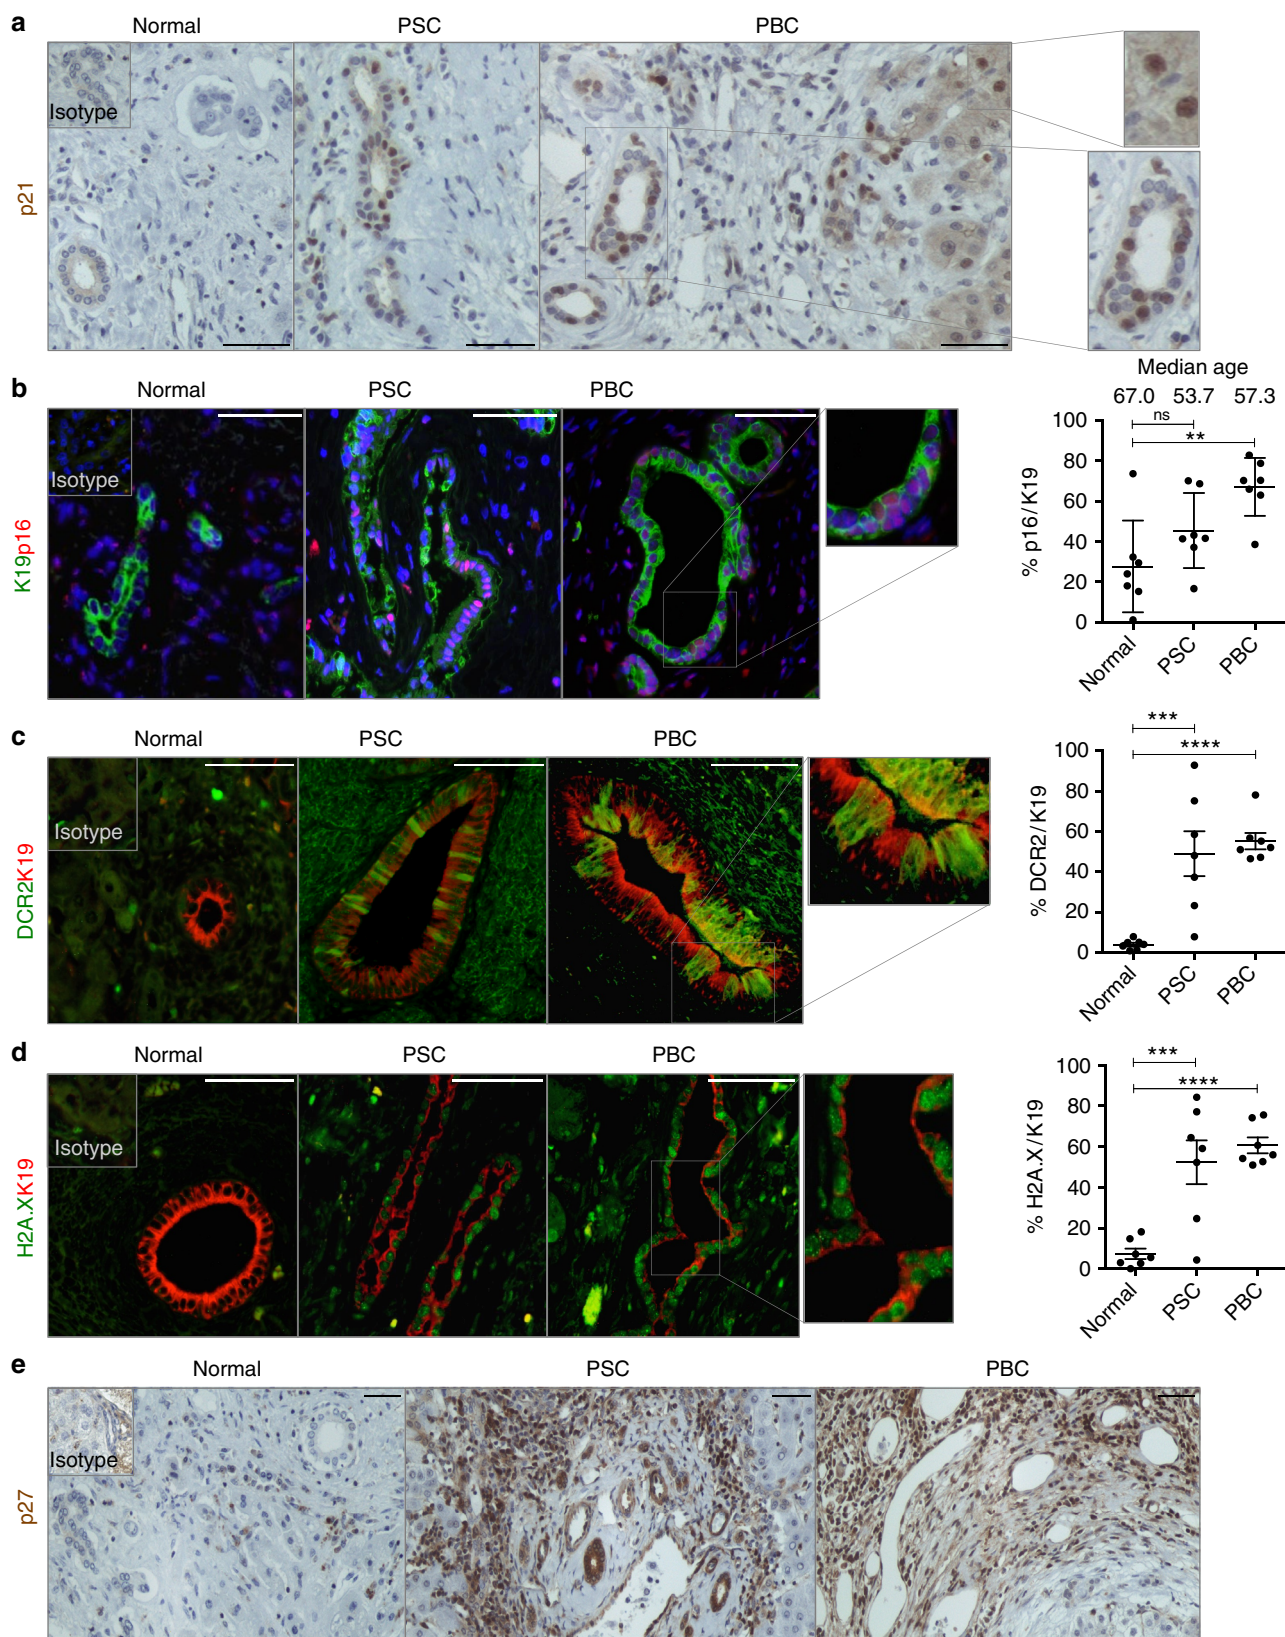 a
Normal
PSC
PBC
Isotype
p21
b
Normal
PSC
PBC
Isotype
K19p16
Median age
67.0 53.7 57.3
ns
**
100
80
60
40
20
0
% p16/K19
Normal
PSC
PBC
c
Normal
PSC
PBC
Isotype
DCR2K19
***
****
100
80
60
40
20
0
% DCR2/K19
Normal
PSC
PBC
d
Normal
PSC
PBC
Isotype
H2A.XK19
***
****
100
80
60
40
20
0
% H2A.X/K19
Normal
PSC
PBC
e
Normal
PSC
PBC
Isotype
p27